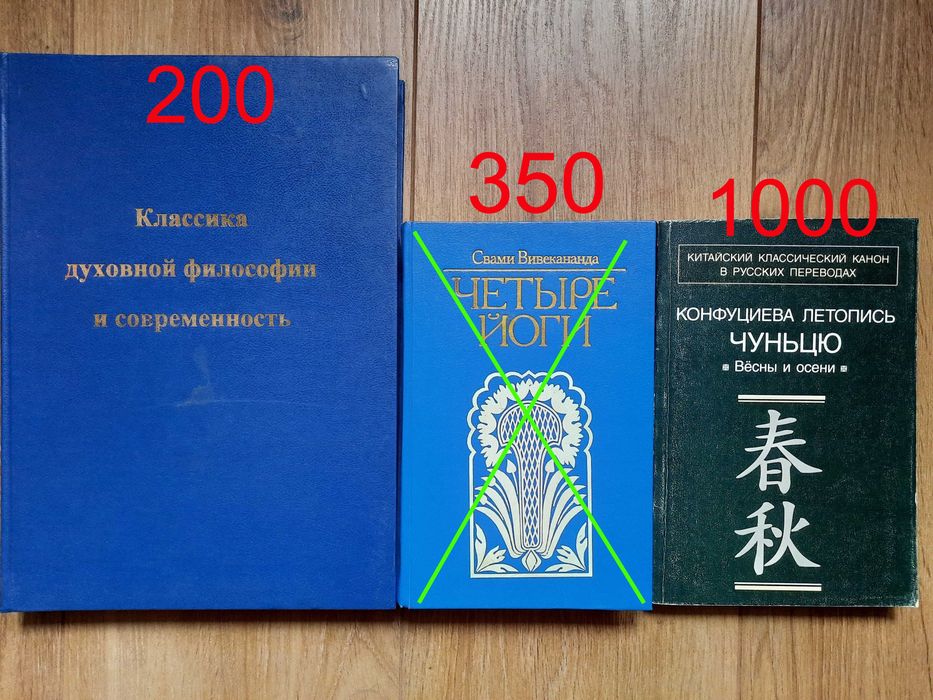 200
Классика
духовной философии
и современность
350
Свами Вивекананда
ЧЕТЫРЕ
ЙОГИ
1000
КИТАЙСКИЙ КЛАССИЧЕСКИЙ КАНОН
В РУССКИХ ПЕРЕВОДАХ
КОНФУЦИЕВА ЛЕТОПИСЬ
ЧУНЬЦЮ
Вёсны и осени
春
秋